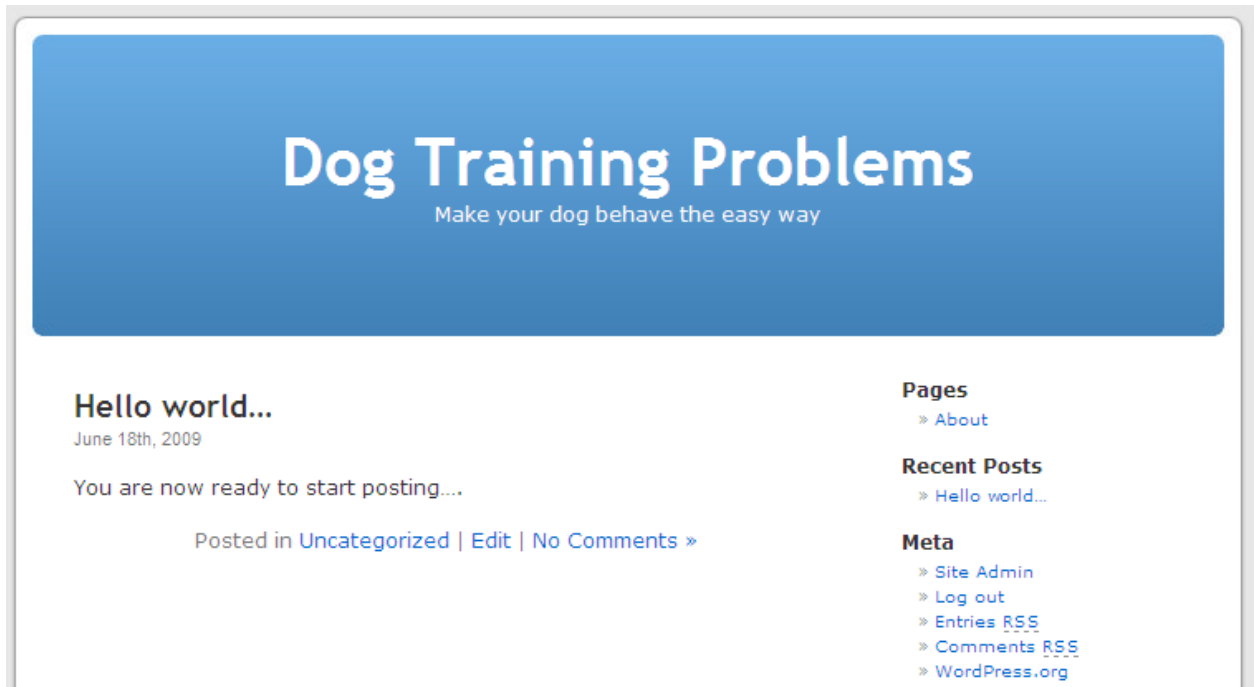 Dog Training Problems
Make your dog behave the easy way
Hello world...
June 18th, 2009
You are now ready to start posting....
Posted in Uncategorized | Edit | No Comments »
Pages
» About
Recent Posts
» Hello world...
Meta
» Site Admin
» Log out
» Entries RSS
» Comments RSS
» WordPress.org